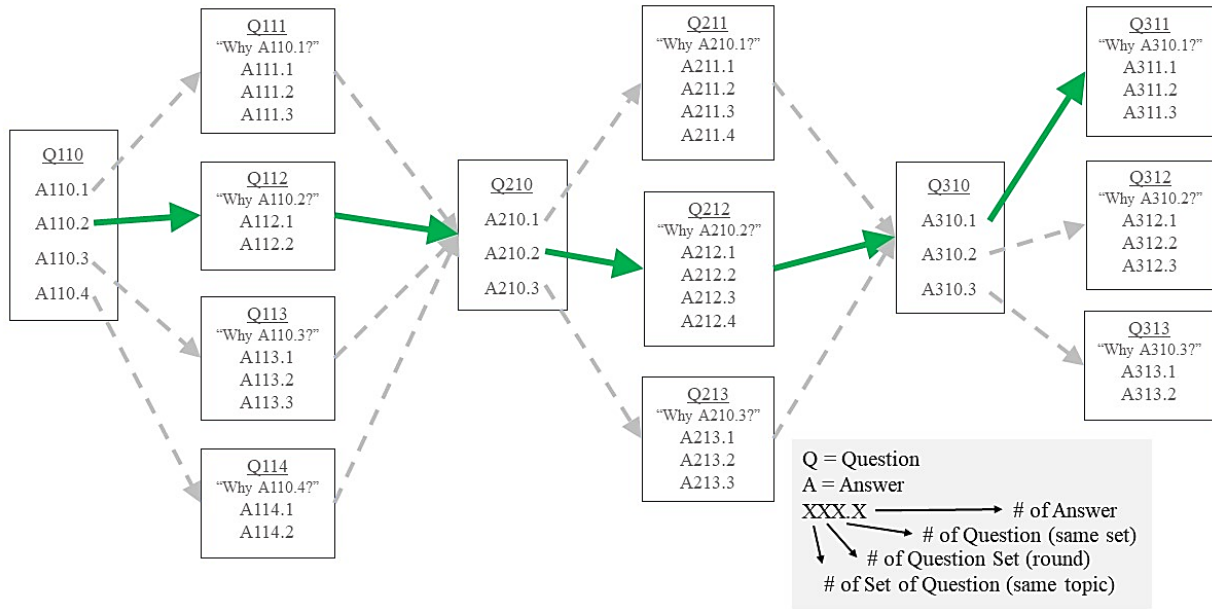 Q110
A110.1
A110.2
A110.3
A110.4
Q111
“Why A110.1?”
A111.1
A111.2
A111.3
Q112
“Why A110.2?”
A112.1
A112.2
Q113
“Why A110.3?”
A113.1
A113.2
A113.3
Q114
“Why A110.4?”
A114.1
A114.2
Q210
A210.1
A210.2
A210.3
Q211
“Why A210.1?”
A211.1
A211.2
A211.3
A211.4
Q212
“Why A210.2?”
A212.1
A212.2
A212.3
A212.4
Q213
“Why A210.3?”
A213.1
A213.2
A213.3
Q310
A310.1
A310.2
A310.3
Q311
“Why A310.1?”
A311.1
A311.2
A311.3
Q312
“Why A310.2?”
A312.1
A312.2
A312.3
Q313
“Why A310.3?”
A313.1
A313.2
Q = Question
A = Answer
XXX.X
# of Answer
# of Question (same set)
# of Question Set (round)
# of Set of Question (same topic)